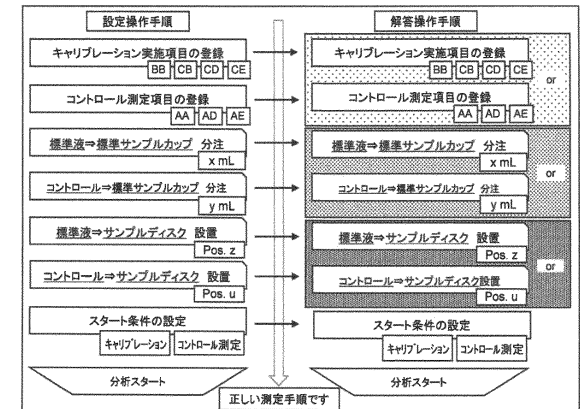 設定操作手順
キャリブレーション実施項目の登録
BB CB CD CE
コントロール測定項目の登録
AA AD AE
標準液⇒標準サンプルカップ 分注
x mL
コントロール⇒標準サンプルカップ 分注
y mL
標準液⇒サンプルディスク 設置
Pos. z
コントロール⇒サンプルディスク 設置
Pos. u
スタート条件の設定
キャリブレーション コントロール測定
分析スタート
解答操作手順
キャリブレーション実施項目の登録
BB CB CD CE
or
コントロール測定項目の登録
AA AD AE
標準液⇒標準サンプルカップ 分注
x mL
or
コントロール⇒標準サンプルカップ 分注
y mL
標準液⇒サンプルディスク 設置
Pos. z
or
コントロール⇒サンプルディスク設置
Pos. u
スタート条件の設定
キャリブレーション コントロール測定
分析スタート
正しい測定手順です